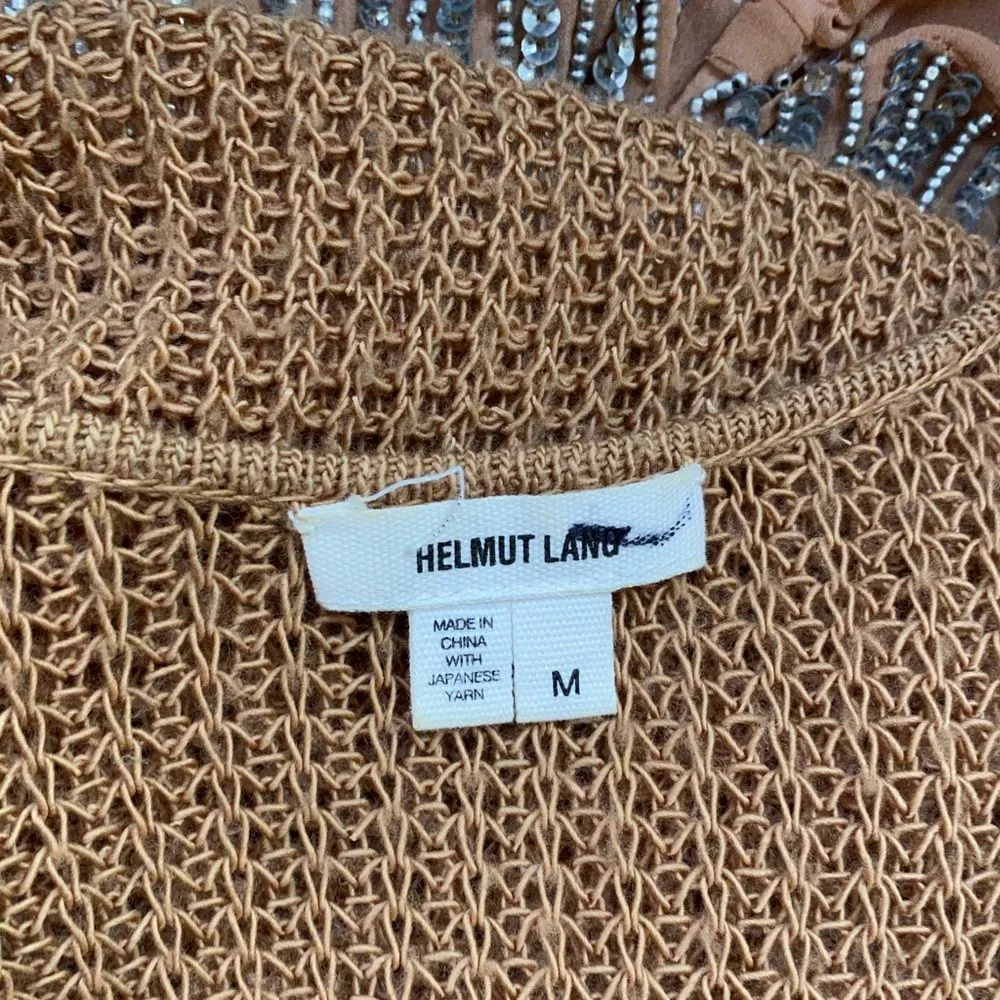 HELMUT LANG
MADE IN
CHINA
WITH
JAPANESE
YARN
M